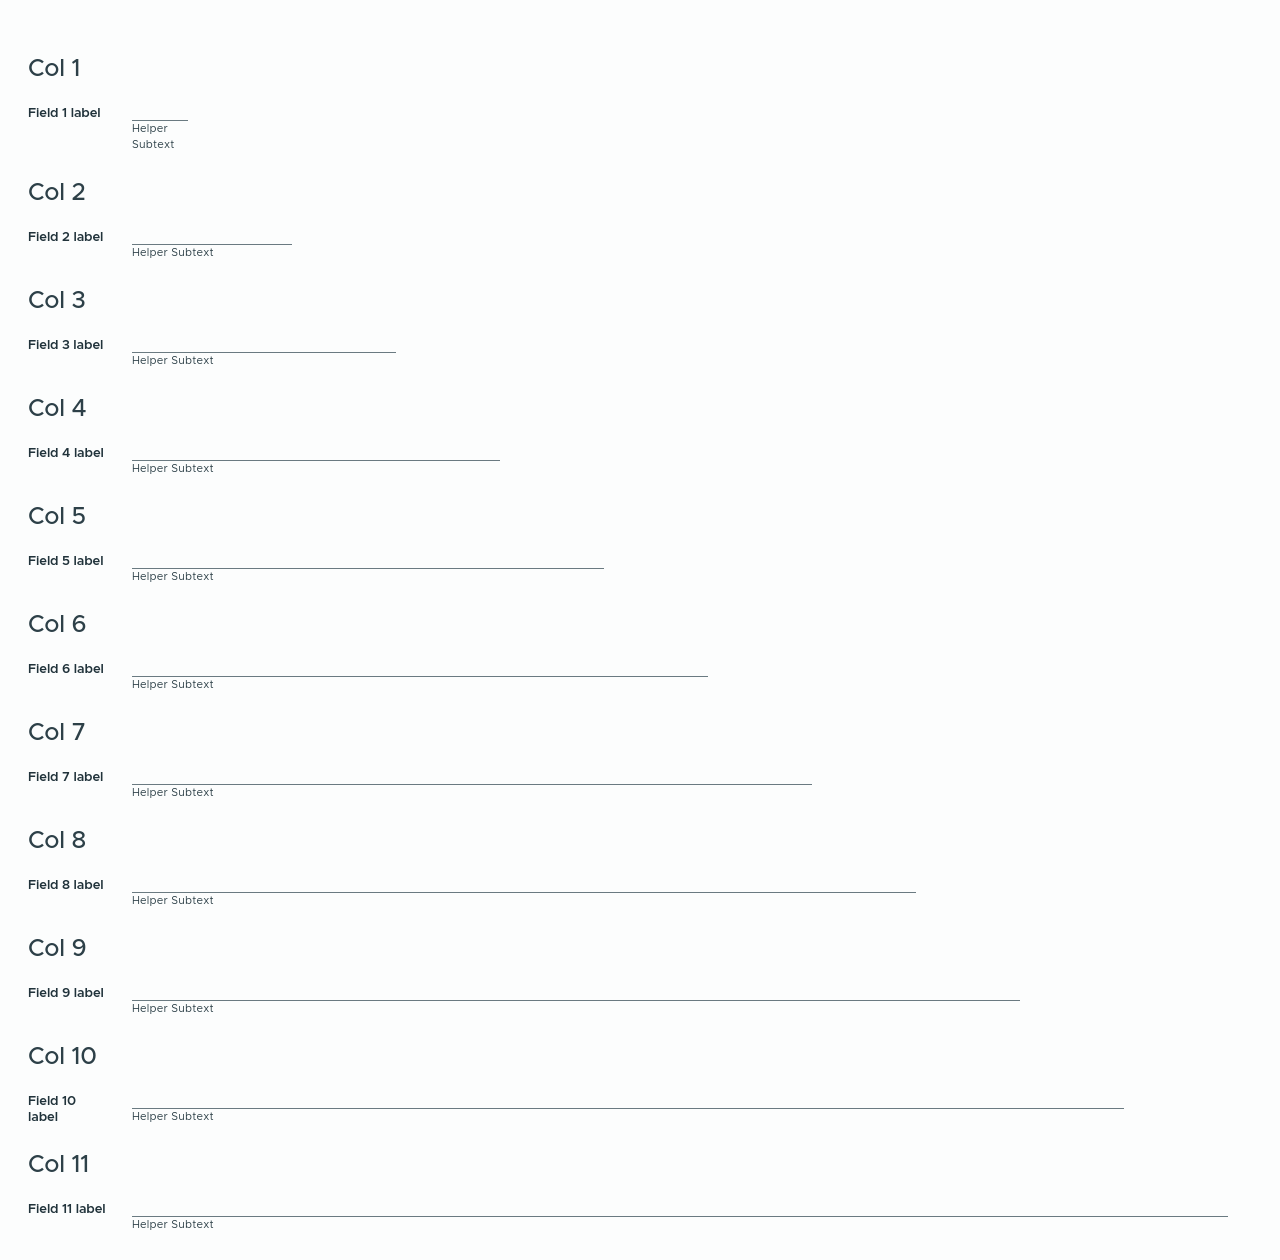 Col 1
Field 1 label
Helper
Subtext
Col 2
Field 2 label
Helper Subtext
Col 3
Field 3 label
Helper Subtext
Col 4
Field 4 label
Helper Subtext
Col 5
Field 5 label
Helper Subtext
Col 6
Field 6 label
Helper Subtext
Col 7
Field 7 label
Helper Subtext
Col 8
Field 8 label
Helper Subtext
Col 9
Field 9 label
Helper Subtext
Col 10
Field 10
label
Helper Subtext
Col 11
Field 11 label
Helper Subtext